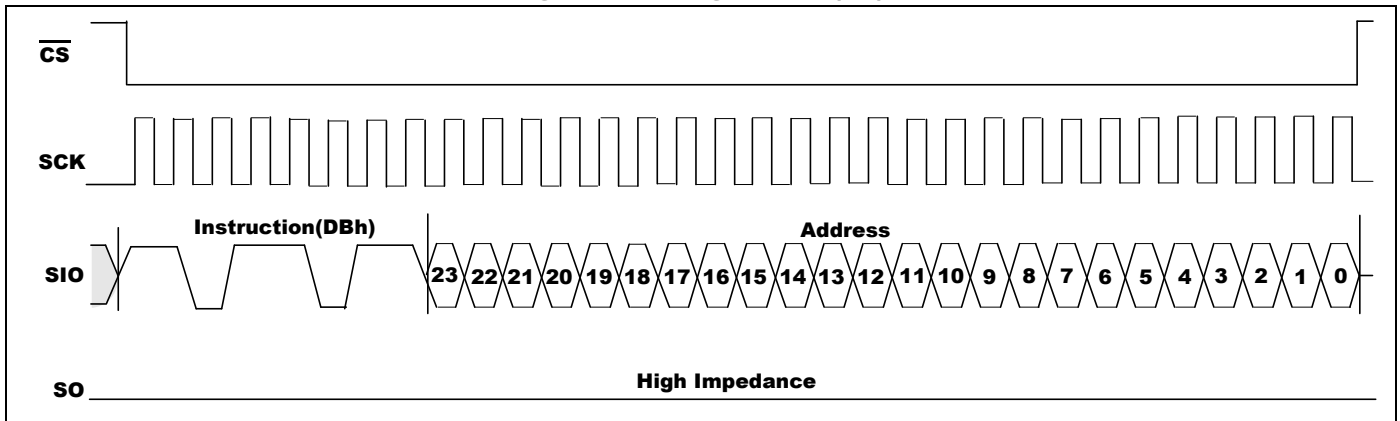 CS
SCK
Instruction(DBh)
Address
SIO
23 22 21 20 19 18 17 16 15 14 13 12 11 10 9 8 7 6 5 4 3 2 1 0
High Impedance
SO